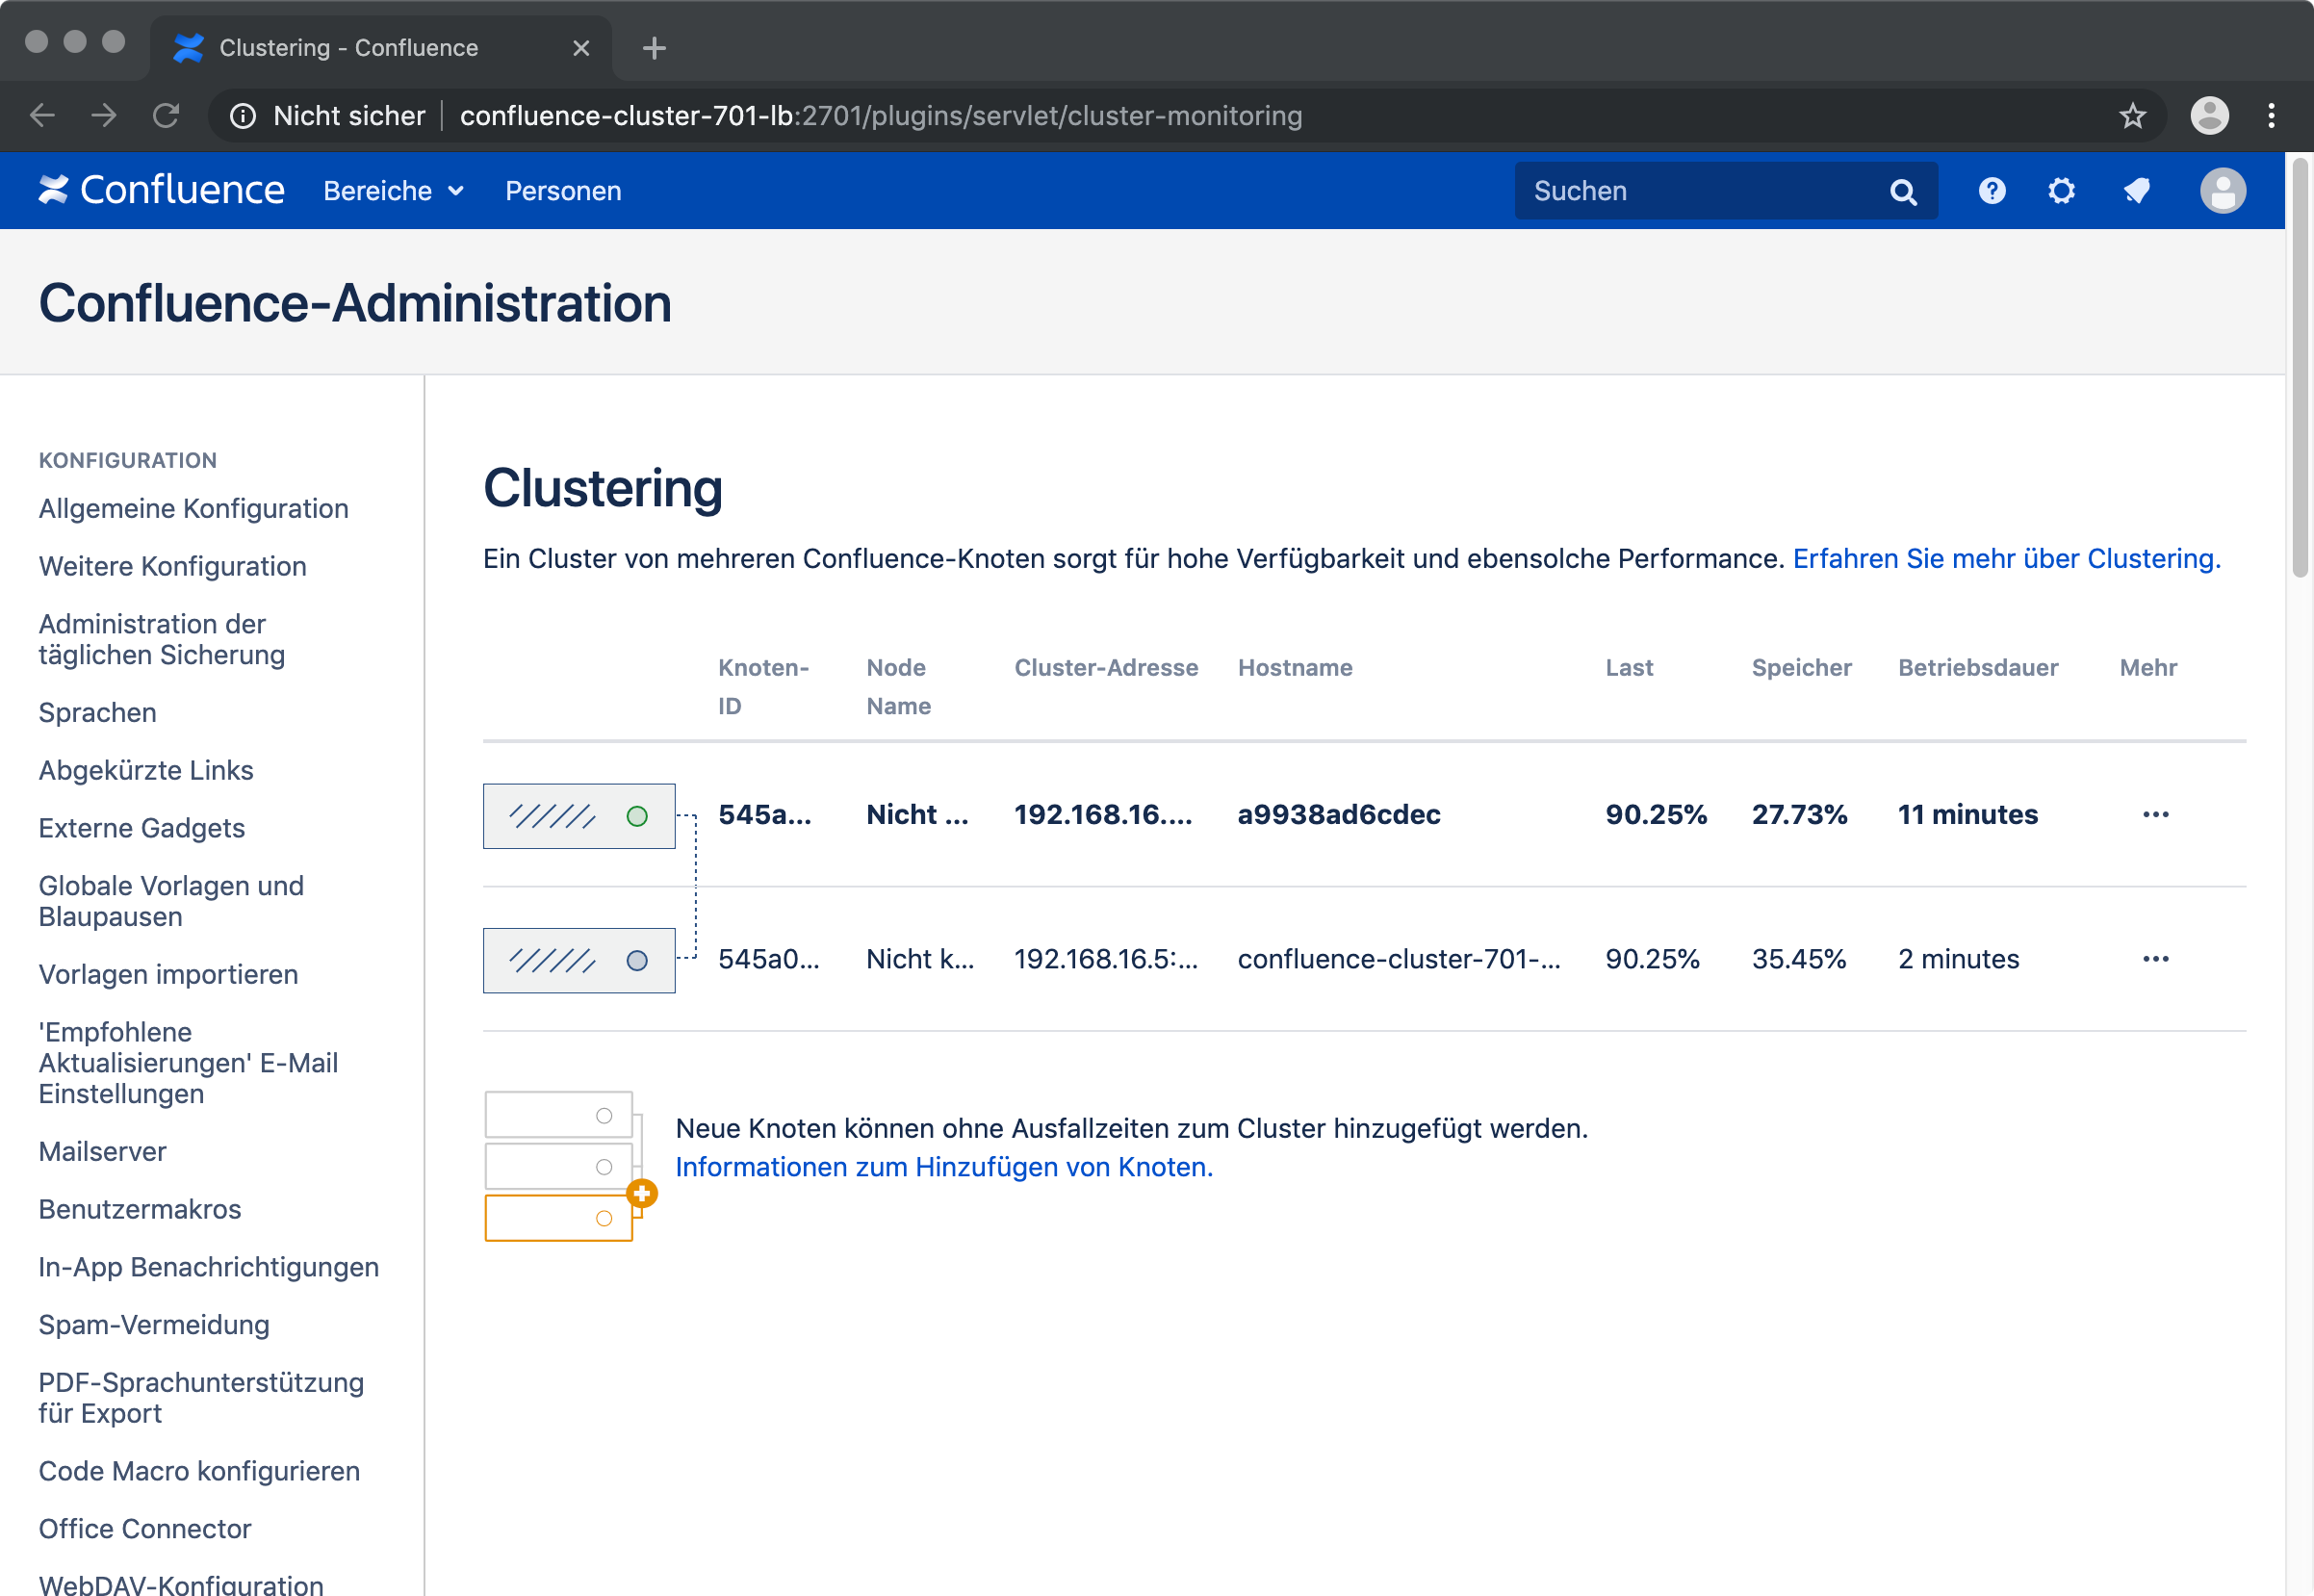 Clustering - Confluence
Nicht sicher
confluence-cluster-701-lb:2701/plugins/servlet/cluster-monitoring
Confluence
Bereiche
Personen
Suchen
Confluence-Administration
KONFIGURATION
Allgemeine Konfiguration
Weitere Konfiguration
Administration der
täglichen Sicherung
Sprachen
Abgekürzte Links
Externe Gadgets
Globale Vorlagen und
Blaupausen
Vorlagen importieren
'Empfohlene
Aktualisierungen' E-Mail
Einstellungen
Mailserver
Benutzermakros
In-App Benachrichtigungen
Spam-Vermeidung
PDF-Sprachunterstützung
für Export
Code Macro konfigurieren
Office Connector
WebDAV-Konfiguration
Clustering
Ein Cluster von mehreren Confluence-Knoten sorgt für hohe Verfügbarkeit und ebensolche Performance. Erfahren Sie mehr über Clustering.
Knoten-ID Node Name Cluster-Adresse Hostname Last Speicher Betriebsdauer Mehr
545a... Nicht ... 192.168.16.... a9938ad6cdec 90.25% 27.73% 11 minutes ...
545a0... Nicht k... 192.168.16.5:... confluence-cluster-701-... 90.25% 35.45% 2 minutes ...
Neue Knoten können ohne Ausfallzeiten zum Cluster hinzugefügt werden.
Informationen zum Hinzufügen von Knoten.